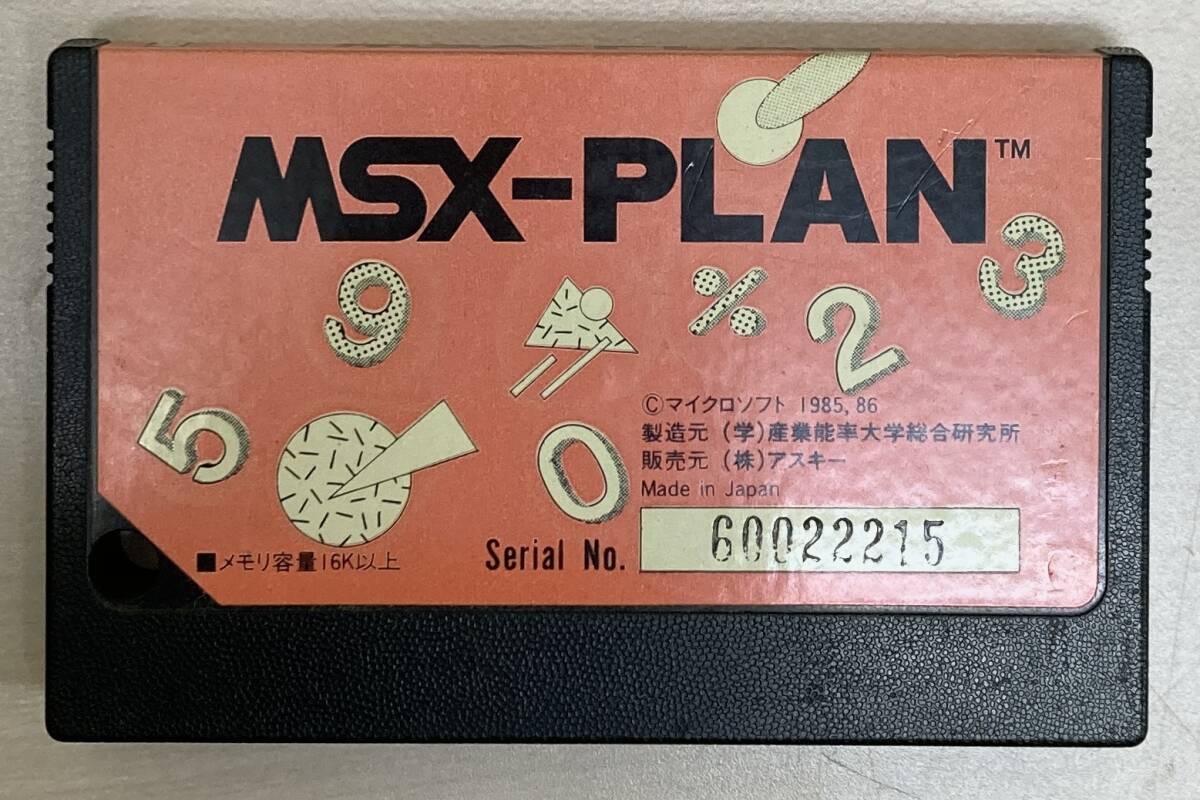 MSX-PLAN™
3
9
%
2
5
0
©マイクロソフト 1985, 86
製造元 (学)産業能率大学総合研究所
販売元 (株)アスキー
Made in Japan
■メモリ容量16K以上
Serial No. 60022215